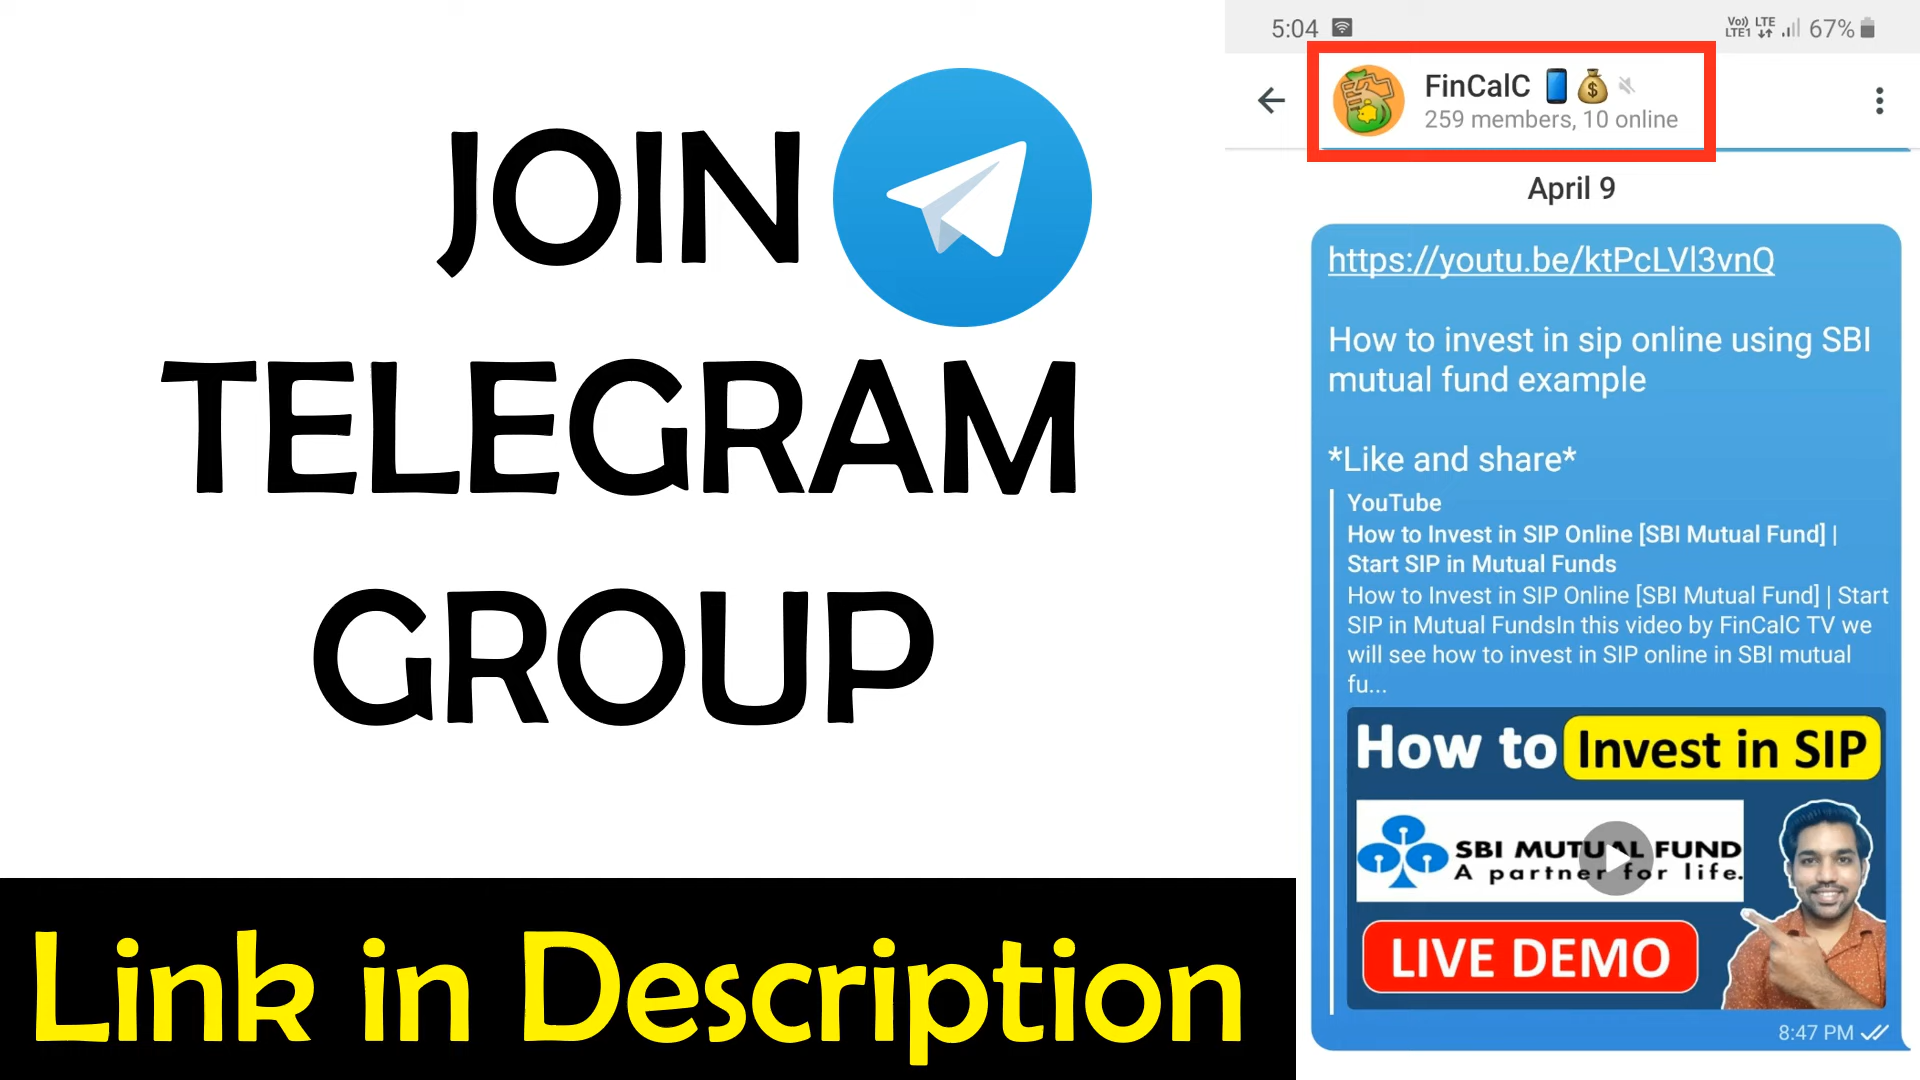 JOIN
TELEGRAM
GROUP
Link in Description
5:04
Vo)) LTE
LTE1
67%
FinCalC
259 members, 10 online
April 9
https://youtu.be/ktPcLVl3vnQ
How to invest in sip online using SBI
mutual fund example
*Like and share*
YouTube
How to Invest in SIP Online [SBI Mutual Fund] |
Start SIP in Mutual Funds
How to Invest in SIP Online [SBI Mutual Fund] | Start
SIP in Mutual FundsIn this video by FinCalC TV we
will see how to invest in SIP online in SBI mutual
fu...
How to Invest in SIP
SBI MUTUAL FUND
A partner for life.
LIVE DEMO
8:47 PM